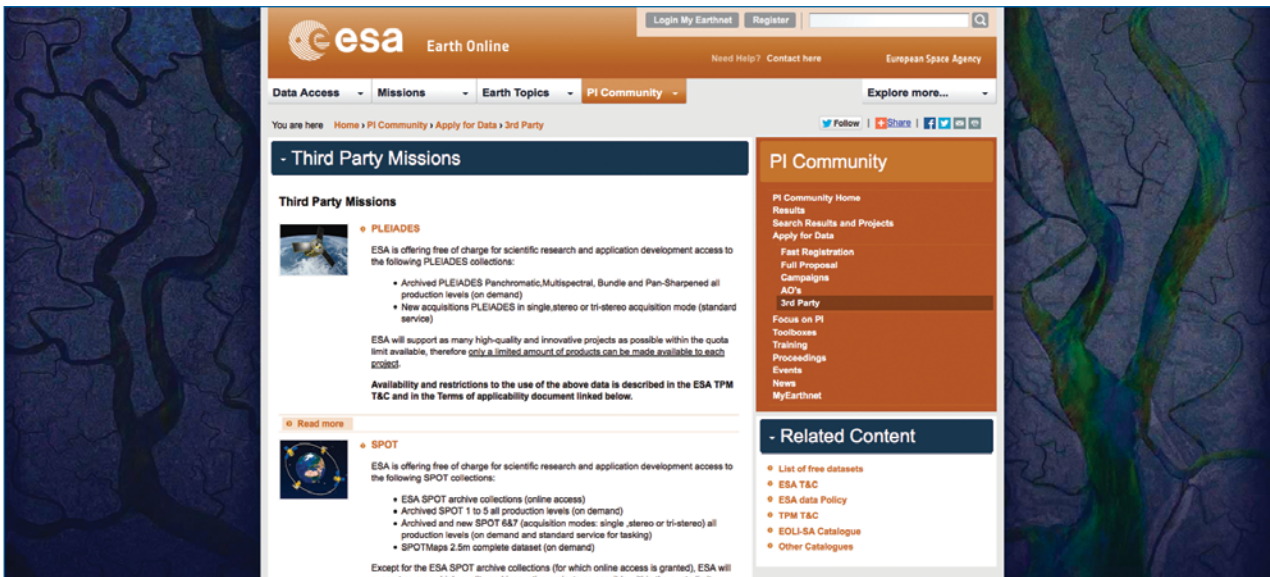 Login My Earthnet
Register
esa
Earth Online
Need Help? Contact here
European Space Agency
Data Access
Missions
Earth Topics
PI Community
Explore more...
You are here Home › PI Community › Apply for Data › 3rd Party
Follow | Share |
- Third Party Missions
Third Party Missions
PLEIADES
ESA is offering free of charge for scientific research and application development access to
the following PLEIADES collections:
• Archived PLEIADES Panchromatic,Multispectral, Bundle and Pan-Sharpened all
production levels (on demand)
• New acquisitions PLEIADES in single,stereo or tri-stereo acquisition mode (standard
service)
ESA will support as many high-quality and innovative projects as possible within the quota
limit available, therefore only a limited amount of products can be made available to each
project.
Availability and restrictions to the use of the above data is described in the ESA TPM
T&C and in the Terms of applicability document linked below.
Read more
SPOT
ESA is offering free of charge for scientific research and application development access to
the following SPOT collections:
• ESA SPOT archive collections (online access)
• Archived SPOT 1 to 5 all production levels (on demand)
• Archived and new SPOT 6&7 (acquisition modes: single ,stereo or tri-stereo) all
production levels (on demand and standard service for tasking)
• SPOTMaps 2.5m complete dataset (on demand)
Except for the ESA SPOT archive collections (for which online access is granted), ESA will
PI Community
PI Community Home
Results
Search Results and Projects
Apply for Data
Fast Registration
Full Proposal
Campaigns
AO's
3rd Party
Focus on PI
Toolboxes
Training
Proceedings
Events
News
MyEarthnet
- Related Content
List of free datasets
ESA T&C
ESA data Policy
TPM T&C
EOLI-SA Catalogue
Other Catalogues